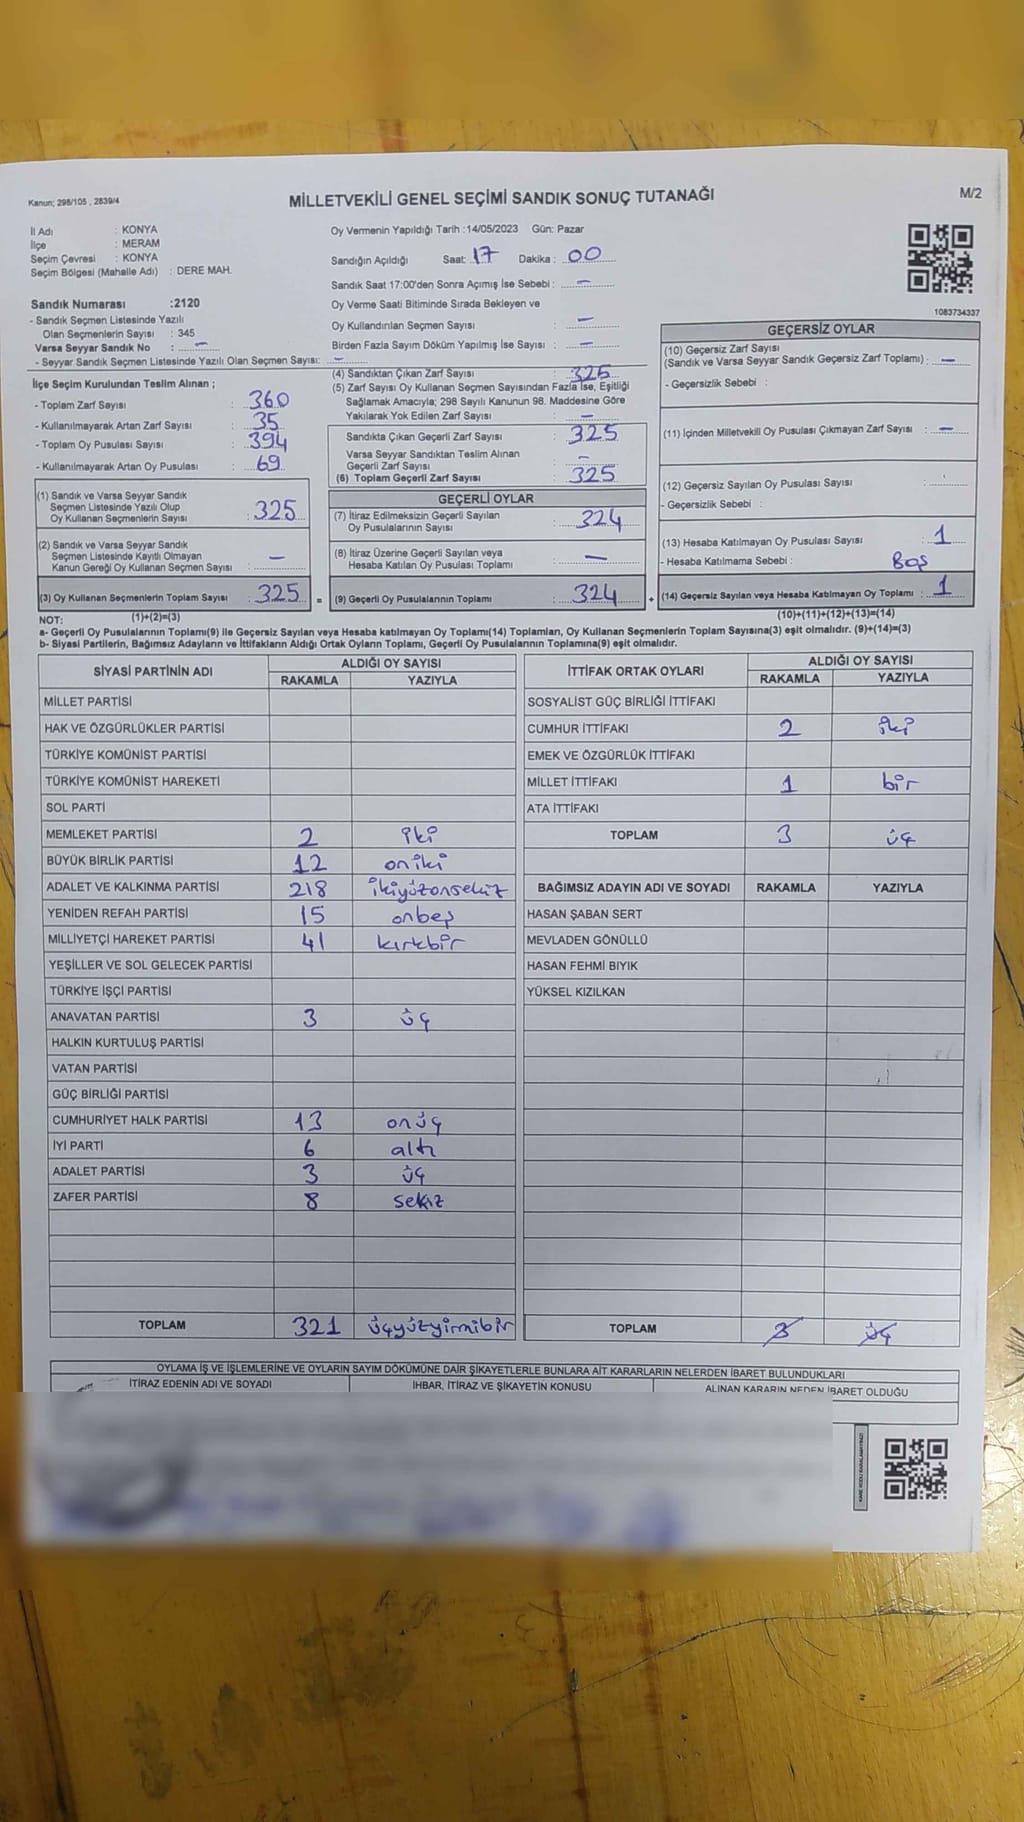 Kanun; 298/105 , 2839/4
MİLLETVEKİLİ GENEL SEÇİMİ SANDIK SONUÇ TUTANAĞI
M/2
İl Adı : KONYA
İlçe : MERAM
Seçim Çevresi : KONYA
Seçim Bölgesi (Mahalle Adı) : DERE MAH.
Sandık Numarası :2120
- Sandık Seçmen Listesinde Yazılı
Olan Seçmenlerin Sayısı : 345
Varsa Seyyar Sandık No : —
- Seyyar Sandık Seçmen Listesinde Yazılı Olan Seçmen Sayısı: —
Oy Vermenin Yapıldığı Tarih :14/05/2023 Gün: Pazar
Sandığın Açıldığı Saat: 17 Dakika : 00
Sandık Saat 17:00'den Sonra Açımış İse Sebebi : —
Oy Verme Saati Bitiminde Sırada Bekleyen ve
Oy Kullandırılan Seçmen Sayısı : —
Birden Fazla Sayım Döküm Yapılmış İse Sayısı : —
1083734337
İlçe Seçim Kurulundan Teslim Alınan ;
- Toplam Zarf Sayısı : 360
- Kullanılmayarak Artan Zarf Sayısı : 35
- Toplam Oy Pusulası Sayısı : 394
- Kullanılmayarak Artan Oy Pusulası : 69
(1) Sandık ve Varsa Seyyar Sandık
Seçmen Listesinde Yazılı Olup
Oy Kullanan Seçmenlerin Sayısı : 325
(2) Sandık ve Varsa Seyyar Sandık
Seçmen Listesinde Kayıtlı Olmayan
Kanun Gereği Oy Kullanan Seçmen Sayısı : —
(3) Oy Kullanan Seçmenlerin Toplam Sayısı : 325 =
(1)+(2)=(3)
(4) Sandıktan Çıkan Zarf Sayısı : 325
(5) Zarf Sayısı Oy Kullanan Seçmen Sayısından Fazla İse, Eşitliği
Sağlamak Amacıyla; 298 Sayılı Kanunun 98. Maddesine Göre
Yakılarak Yok Edilen Zarf Sayısı : —
Sandıkta Çıkan Geçerli Zarf Sayısı : 325
Varsa Seyyar Sandıktan Teslim Alınan
Geçerli Zarf Sayısı : —
(6) Toplam Geçerli Zarf Sayısı : 325
GEÇERLİ OYLAR
(7) İtiraz Edilmeksizin Geçerli Sayılan
Oy Pusulalarının Sayısı : 324
(8) İtiraz Üzerine Geçerli Sayılan veya
Hesaba Katılan Oy Pusulası Toplamı : —
(9) Geçerli Oy Pusulalarının Toplamı : 324 +
GEÇERSİZ OYLAR
(10) Geçersiz Zarf Sayısı
(Sandık ve Varsa Seyyar Sandık Geçersiz Zarf Toplamı) : —
- Geçersizlik Sebebi :
(11) İçinden Milletvekili Oy Pusulası Çıkmayan Zarf Sayısı : —
(12) Geçersiz Sayılan Oy Pusulası Sayısı :
- Geçersizlik Sebebi :
(13) Hesaba Katılmayan Oy Pusulası Sayısı : 1
- Hesaba Katılmama Sebebi : Boş
(14) Geçersiz Sayılan veya Hesaba Katılmayan Oy Toplamı : 1
(10)+(11)+(12)+(13)=(14)
NOT:
a- Geçerli Oy Pusulalarının Toplamı(9) ile Geçersiz Sayılan veya Hesaba katılmayan Oy Toplamı(14) Toplamları, Oy Kullanan Seçmenlerin Toplam Sayısına(3) eşit olmalıdır. (9)+(14)=(3)
b- Siyasi Partilerin, Bağımsız Adayların ve İttifakların Aldığı Ortak Oyların Toplamı, Geçerli Oy Pusulalarının Toplamına(9) eşit olmalıdır.
SİYASİ PARTİNİN ADI ALDIĞI OY SAYISI
RAKAMLA YAZIYLA
MİLLET PARTİSİ
HAK VE ÖZGÜRLÜKLER PARTİSİ
TÜRKİYE KOMÜNİST PARTİSİ
TÜRKİYE KOMÜNİST HAREKETİ
SOL PARTİ
MEMLEKET PARTİSİ 2 iki
BÜYÜK BİRLİK PARTİSİ 12 oniki
ADALET VE KALKINMA PARTİSİ 218 ikiyüzonsekiz
YENİDEN REFAH PARTİSİ 15 onbeş
MİLLİYETÇİ HAREKET PARTİSİ 41 kırkbir
YEŞİLLER VE SOL GELECEK PARTİSİ
TÜRKİYE İŞÇİ PARTİSİ
ANAVATAN PARTİSİ 3 üç
HALKIN KURTULUŞ PARTİSİ
VATAN PARTİSİ
GÜÇ BİRLİĞİ PARTİSİ
CUMHURİYET HALK PARTİSİ 13 onüç
İYİ PARTİ 6 altı
ADALET PARTİSİ 3 üç
ZAFER PARTİSİ 8 sekiz
TOPLAM 321 üçyüzyirmibir
İTTİFAK ORTAK OYLARI ALDIĞI OY SAYISI
RAKAMLA YAZIYLA
SOSYALİST GÜÇ BİRLİĞİ İTTİFAKI
CUMHUR İTTİFAKI 2 iki
EMEK VE ÖZGÜRLÜK İTTİFAKI
MİLLET İTTİFAKI 1 bir
ATA İTTİFAKI
TOPLAM 3 üç
BAĞIMSIZ ADAYIN ADI VE SOYADI RAKAMLA YAZIYLA
HASAN ŞABAN SERT
MEVLADEN GÖNÜLLÜ
HASAN FEHMİ BIYIK
YÜKSEL KIZILKAN
TOPLAM 3 üç
OYLAMA İŞ VE İŞLEMLERİNE VE OYLARIN SAYIM DÖKÜMÜNE DAİR ŞİKAYETLERLE BUNLARA AİT KARARLARIN NELERDEN İBARET BULUNDUKLARI
İTİRAZ EDENİN ADI VE SOYADI İHBAR, İTİRAZ VE ŞİKAYETİN KONUSU ALINAN KARARIN NEDEN İBARET OLDUĞU